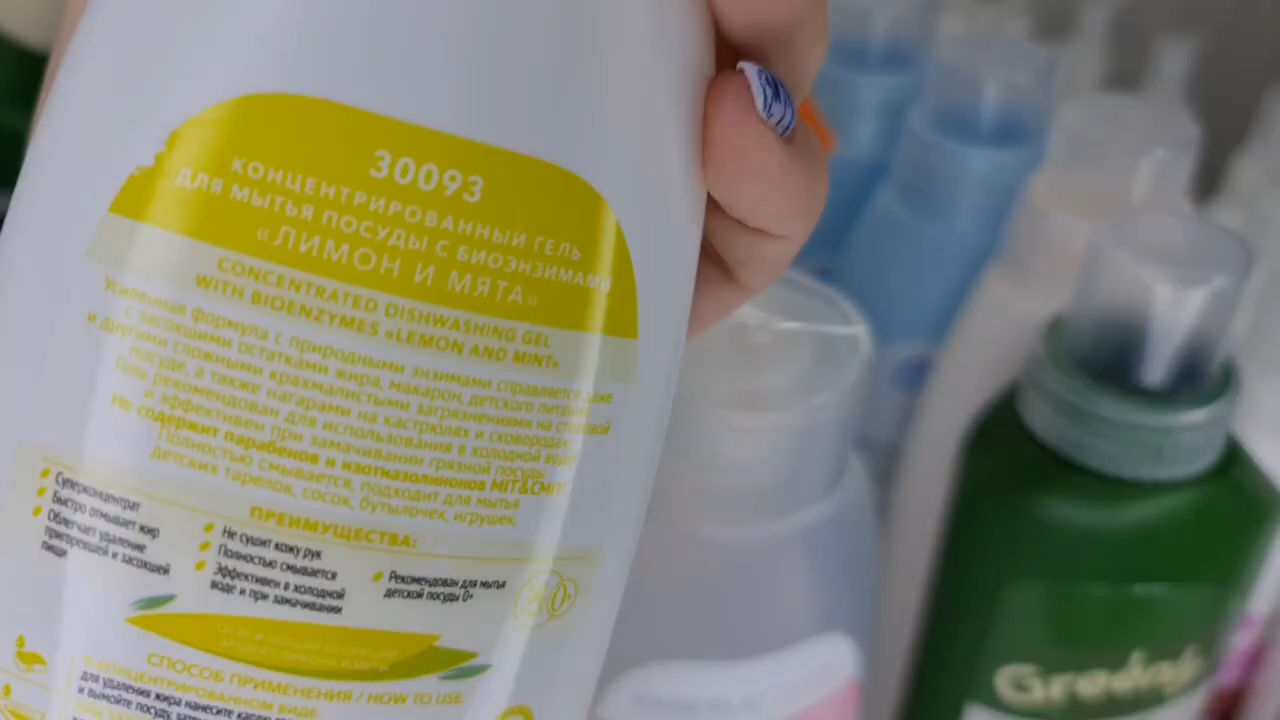 30093
КОНЦЕНТРИРОВАННЫЙ ГЕЛЬ
ДЛЯ МЫТЬЯ ПОСУДЫ С БИОЭНЗИМАМИ
«ЛИМОН И МЯТА»
CONCENTRATED DISHWASHING GEL
WITH BIOENZYMES «LEMON AND MINT»
Усиленная формула с природными энзимами справляется даже
с засохшими остатками жира, макарон, детского питания
и другими сложными крахмалистыми загрязнениями на столовой
посуде, а также нагарами на кастрюлях и сковородах.
Гель рекомендован для использования в холодной воде
и эффективен при замачивании грязной посуды.
Не содержит парабенов и изотиазолинонов MIT&CMIT.
Полностью смывается, подходит для мытья
детских тарелок, сосок, бутылочек, игрушек.
ПРЕИМУЩЕСТВА:
Суперконцентрат
Быстро отмывает жир
Облегчает удаление
пригоревшей и засохшей
пищи
Не сушит кожу рук
Полностью смывается
Эффективен в холодной
воде и при замачивании
Рекомендован для мытья
детской посуды 0+
0+
СПОСОБ ПРИМЕНЕНИЯ / HOW TO USE
В КОНЦЕНТРИРОВАННОМ ВИДЕ
для удаления жира нанесите каплю
и вымойте посуду, затем